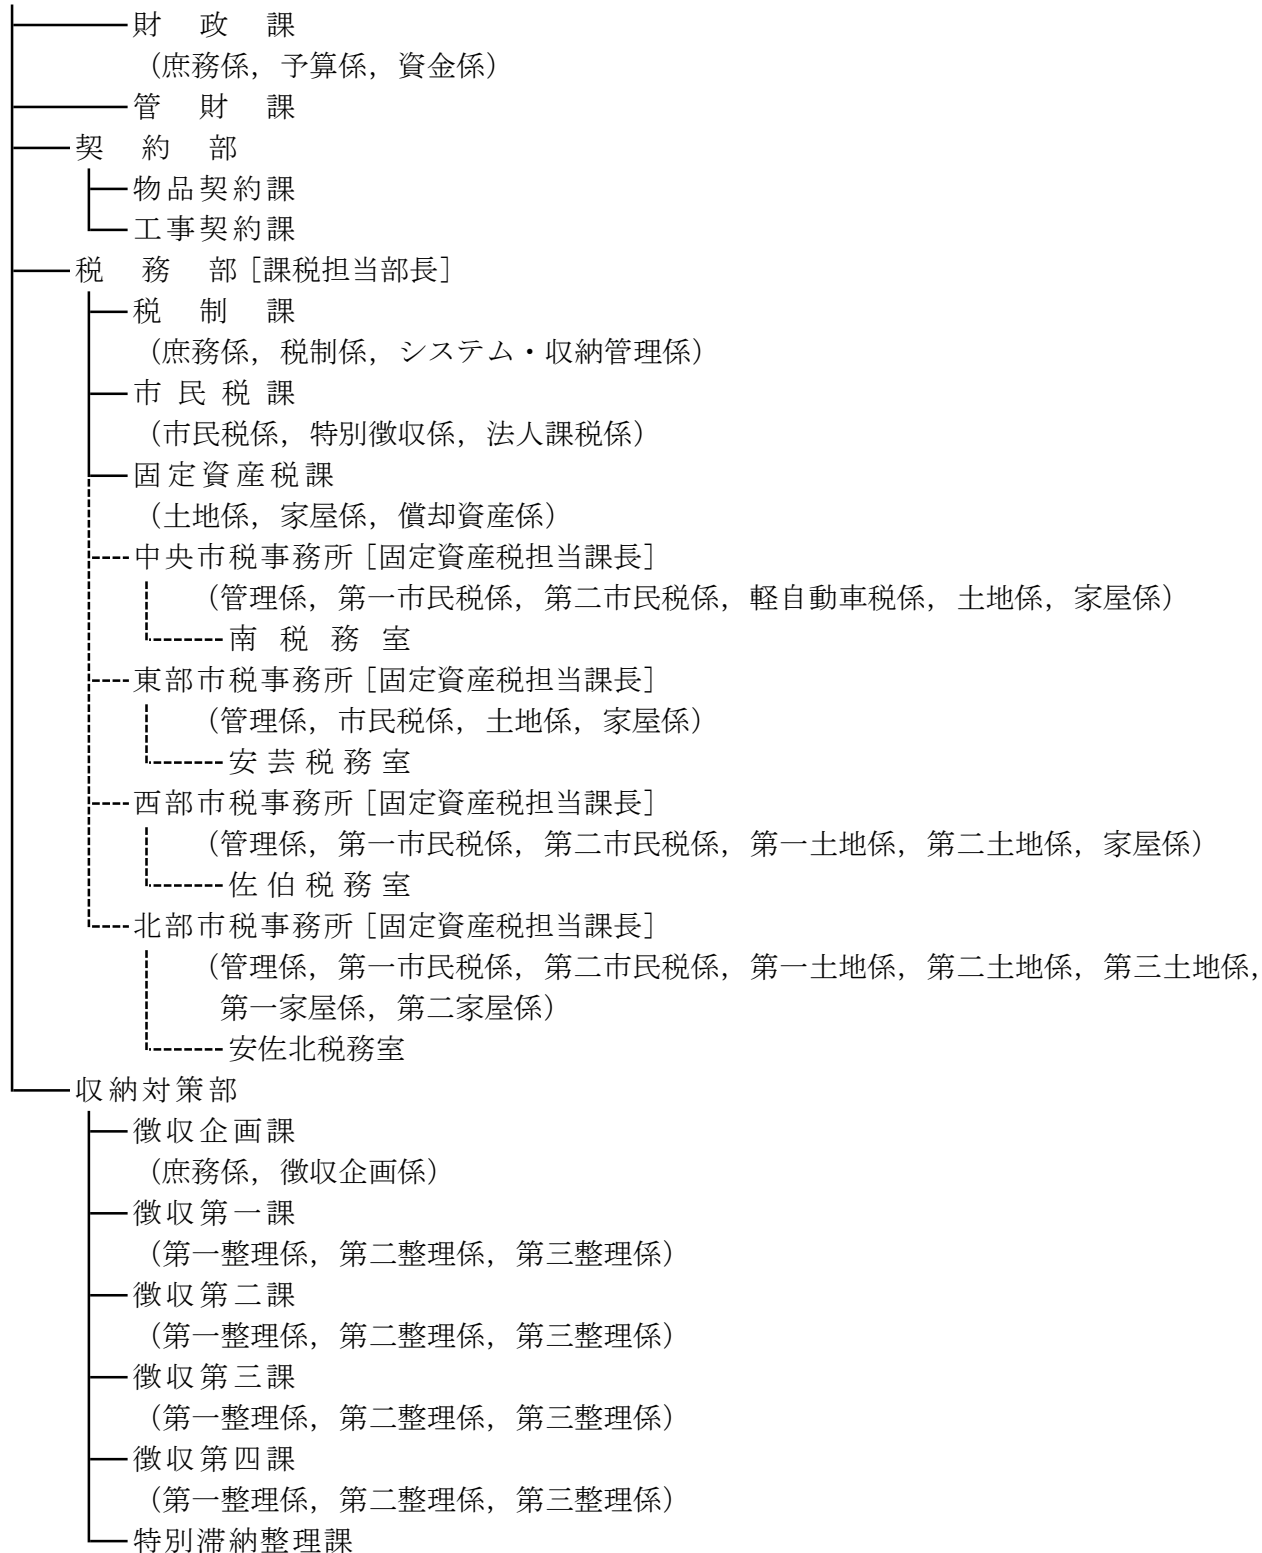 財政課
（庶務係，予算係，資金係）
管財課
契約部
物品契約課
工事契約課
税務部［課税担当部長］
税制課
（庶務係，税制係，システム・収納管理係）
市民税課
（市民税係，特別徴収係，法人課税係）
固定資産税課
（土地係，家屋係，償却資産係）
中央市税事務所［固定資産税担当課長］
（管理係，第一市民税係，第二市民税係，軽自動車税係，土地係，家屋係）
南税務室
東部市税事務所［固定資産税担当課長］
（管理係，市民税係，土地係，家屋係）
安芸税務室
西部市税事務所［固定資産税担当課長］
（管理係，第一市民税係，第二市民税係，第一土地係，第二土地係，家屋係）
佐伯税務室
北部市税事務所［固定資産税担当課長］
（管理係，第一市民税係，第二市民税係，第一土地係，第二土地係，第三土地係，
第一家屋係，第二家屋係）
安佐北税務室
収納対策部
徴収企画課
（庶務係，徴収企画係）
徴収第一課
（第一整理係，第二整理係，第三整理係）
徴収第二課
（第一整理係，第二整理係，第三整理係）
徴収第三課
（第一整理係，第二整理係，第三整理係）
徴収第四課
（第一整理係，第二整理係，第三整理係）
特別滞納整理課